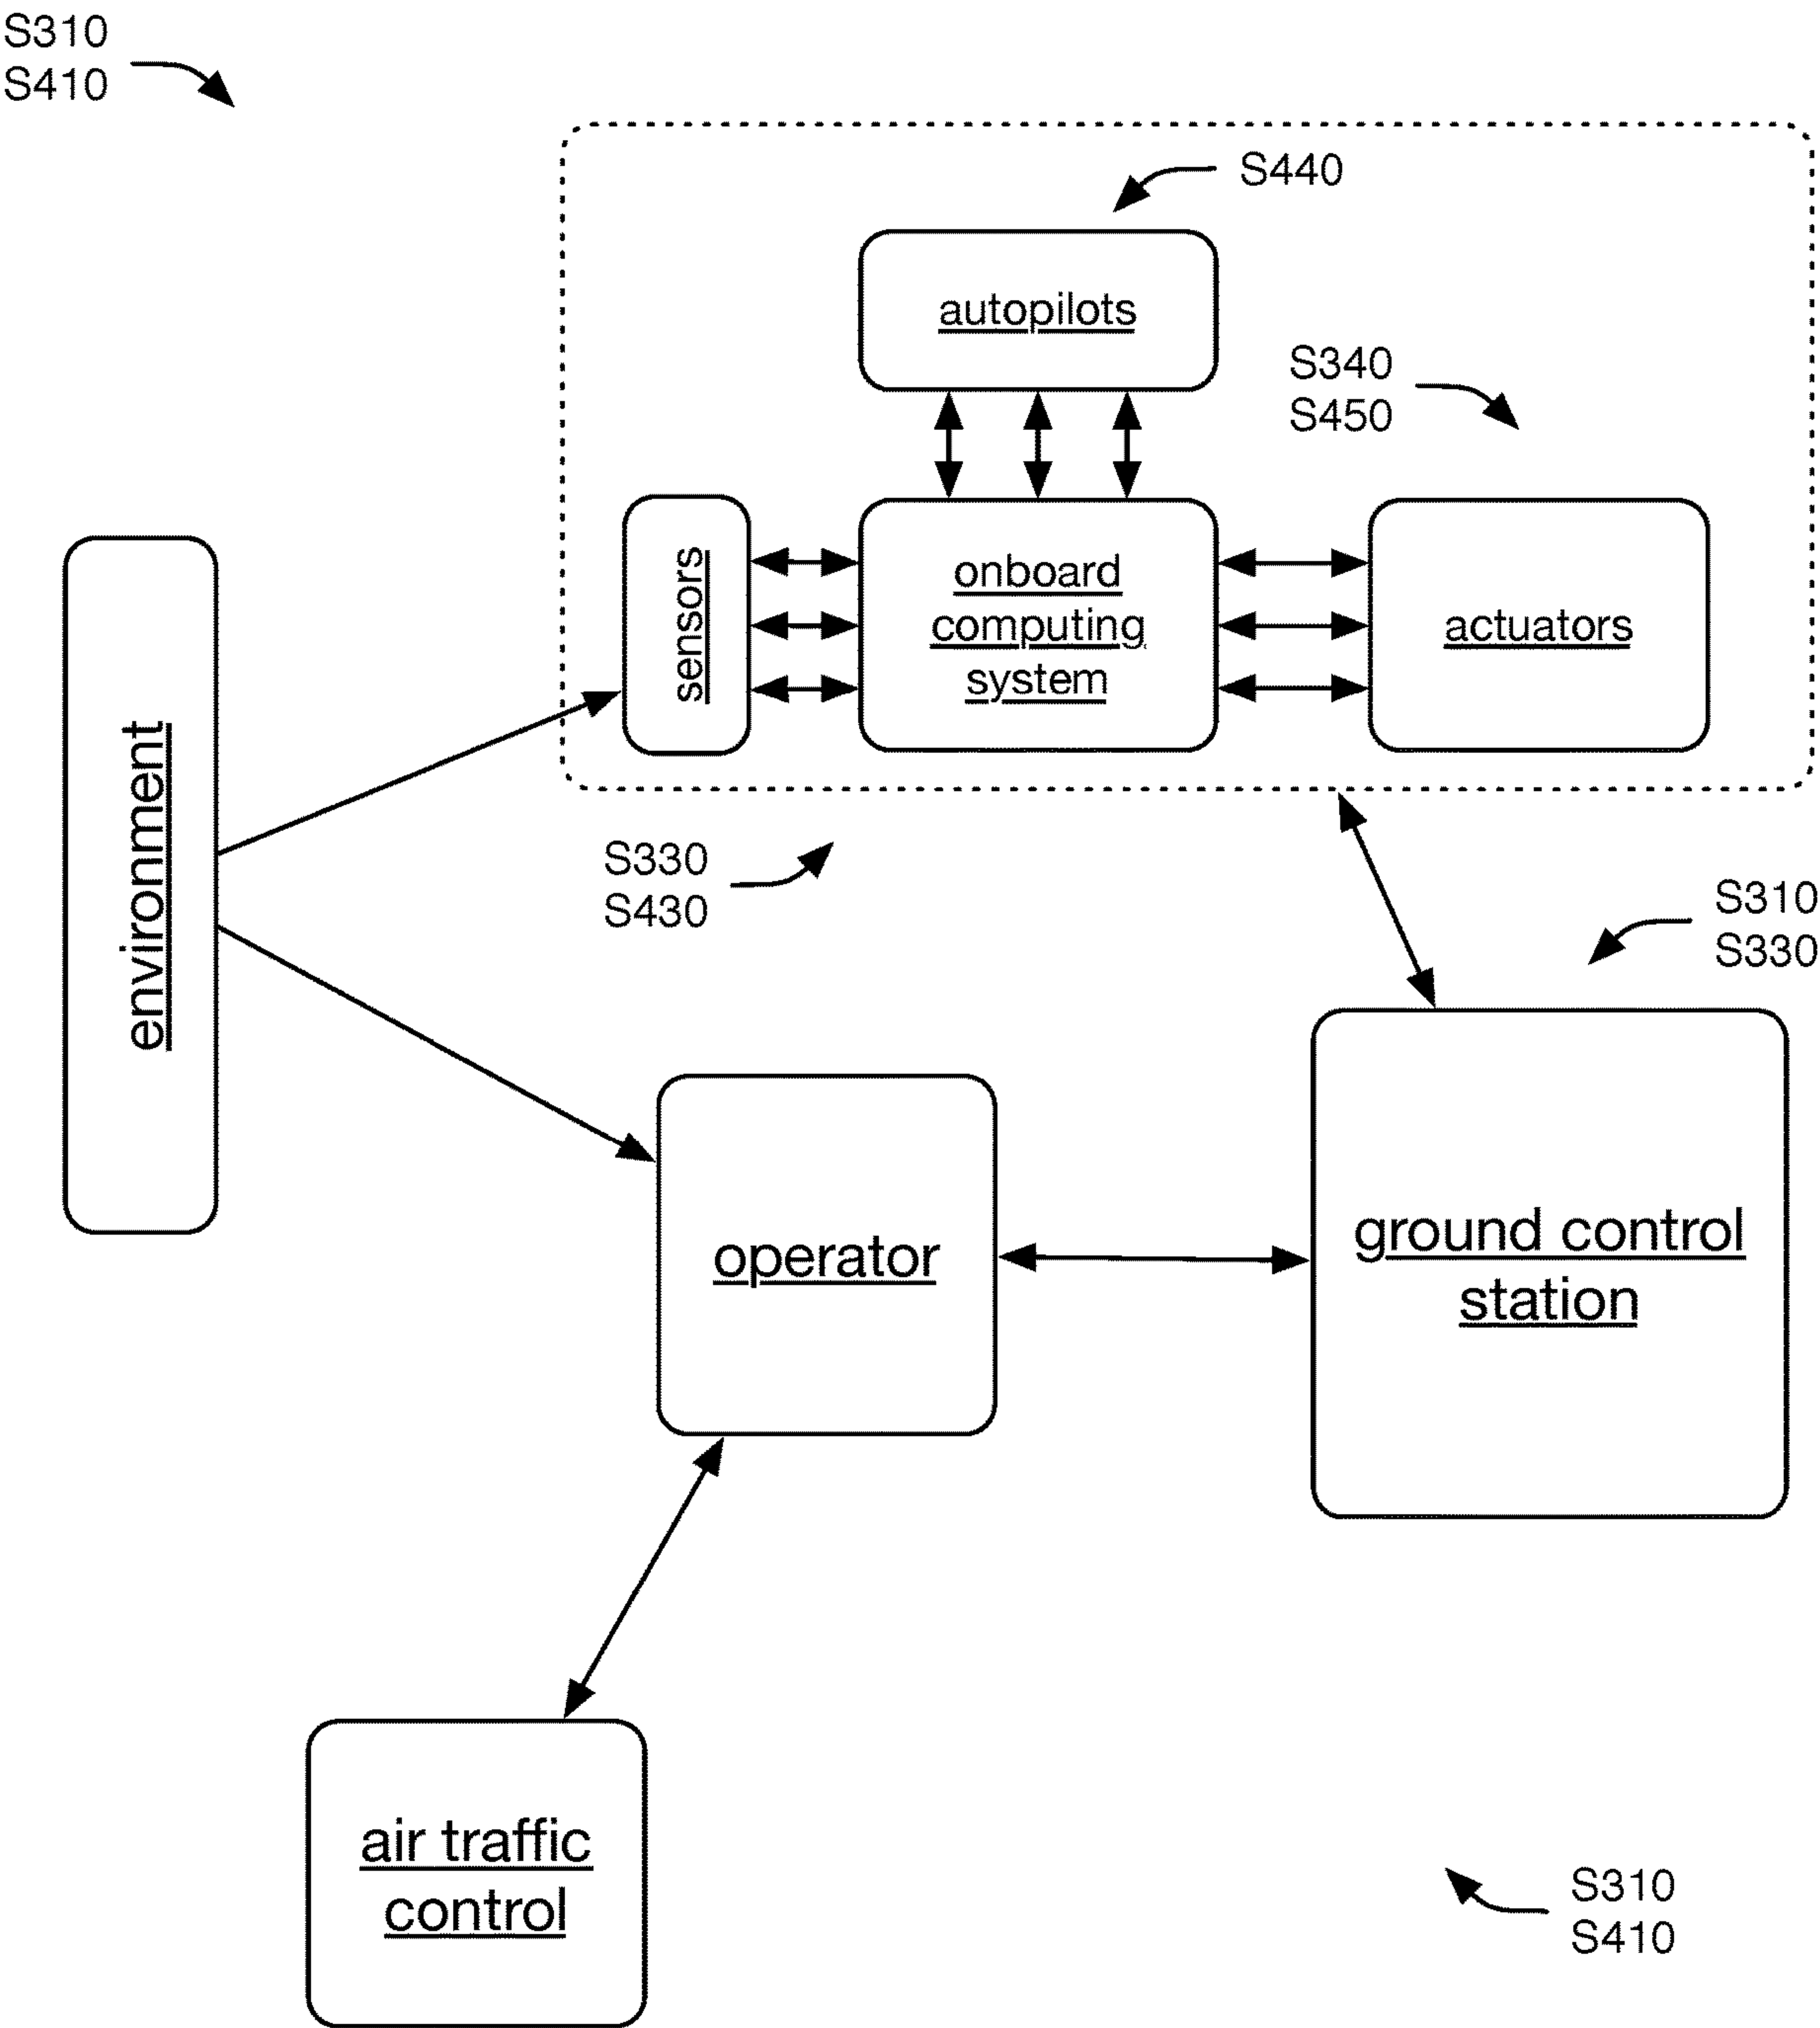 S310
S410
S440
autopilots
S340
S450
sensors
onboard
computing
system
actuators
environment
S330
S430
S310
S330
operator
ground control
station
air traffic
control
S310
S410